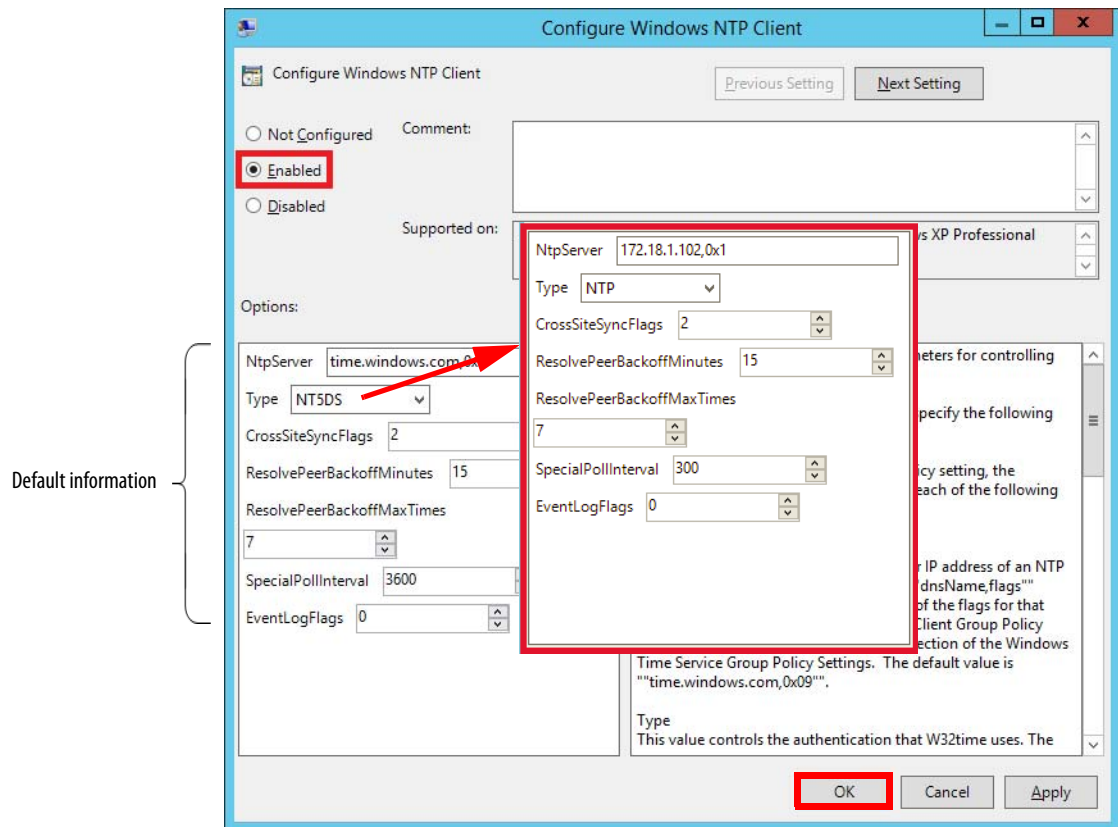 Configure Windows NTP Client
Configure Windows NTP Client
Previous Setting
Next Setting
Not Configured
Comment:
Enabled
Disabled
Supported on:
XP Professional
Options:
NtpServer 172.18.1.102,0x1
Type NTP
CrossSiteSyncFlags 2
ResolvePeerBackoffMinutes 15
ResolvePeerBackoffMaxTimes
7
SpecialPollInterval 300
EventLogFlags 0
Default information
NtpServer time.windows.com,
Type NT5DS
CrossSiteSyncFlags 2
ResolvePeerBackoffMinutes 15
ResolvePeerBackoffMaxTimes
7
SpecialPollInterval 3600
EventLogFlags 0
for controlling
the following
policy setting, the
each of the following
IP address of an NTP
"dnsName,flags""
of the flags for that
Client Group Policy
section of the Windows
Time Service Group Policy Settings. The default value is
""time.windows.com,0x09"".
Type
This value controls the authentication that W32time uses. The
OK
Cancel
Apply